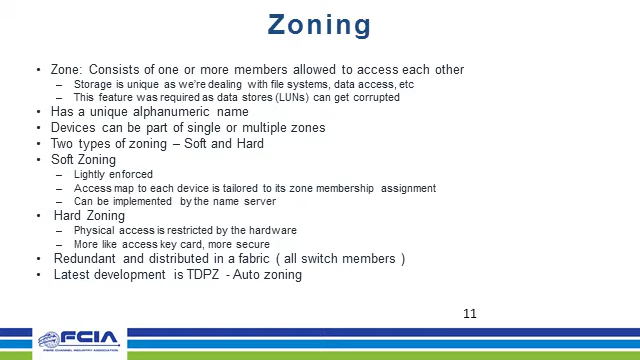 Zoning
• Zone: Consists of one or more members allowed to access each other
– Storage is unique as we're dealing with file systems, data access, etc
– This feature was required as data stores (LUNs) can get corrupted
• Has a unique alphanumeric name
• Devices can be part of single or multiple zones
• Two types of zoning – Soft and Hard
• Soft Zoning
– Lightly enforced
– Access map to each device is tailored to its zone membership assignment
– Can be implemented by the name server
• Hard Zoning
– Physical access is restricted by the hardware
– More like access key card, more secure
• Redundant and distributed in a fabric ( all switch members )
• Latest development is TDPZ - Auto zoning
11
FCIA
FIBRE CHANNEL INDUSTRY ASSOCIATION